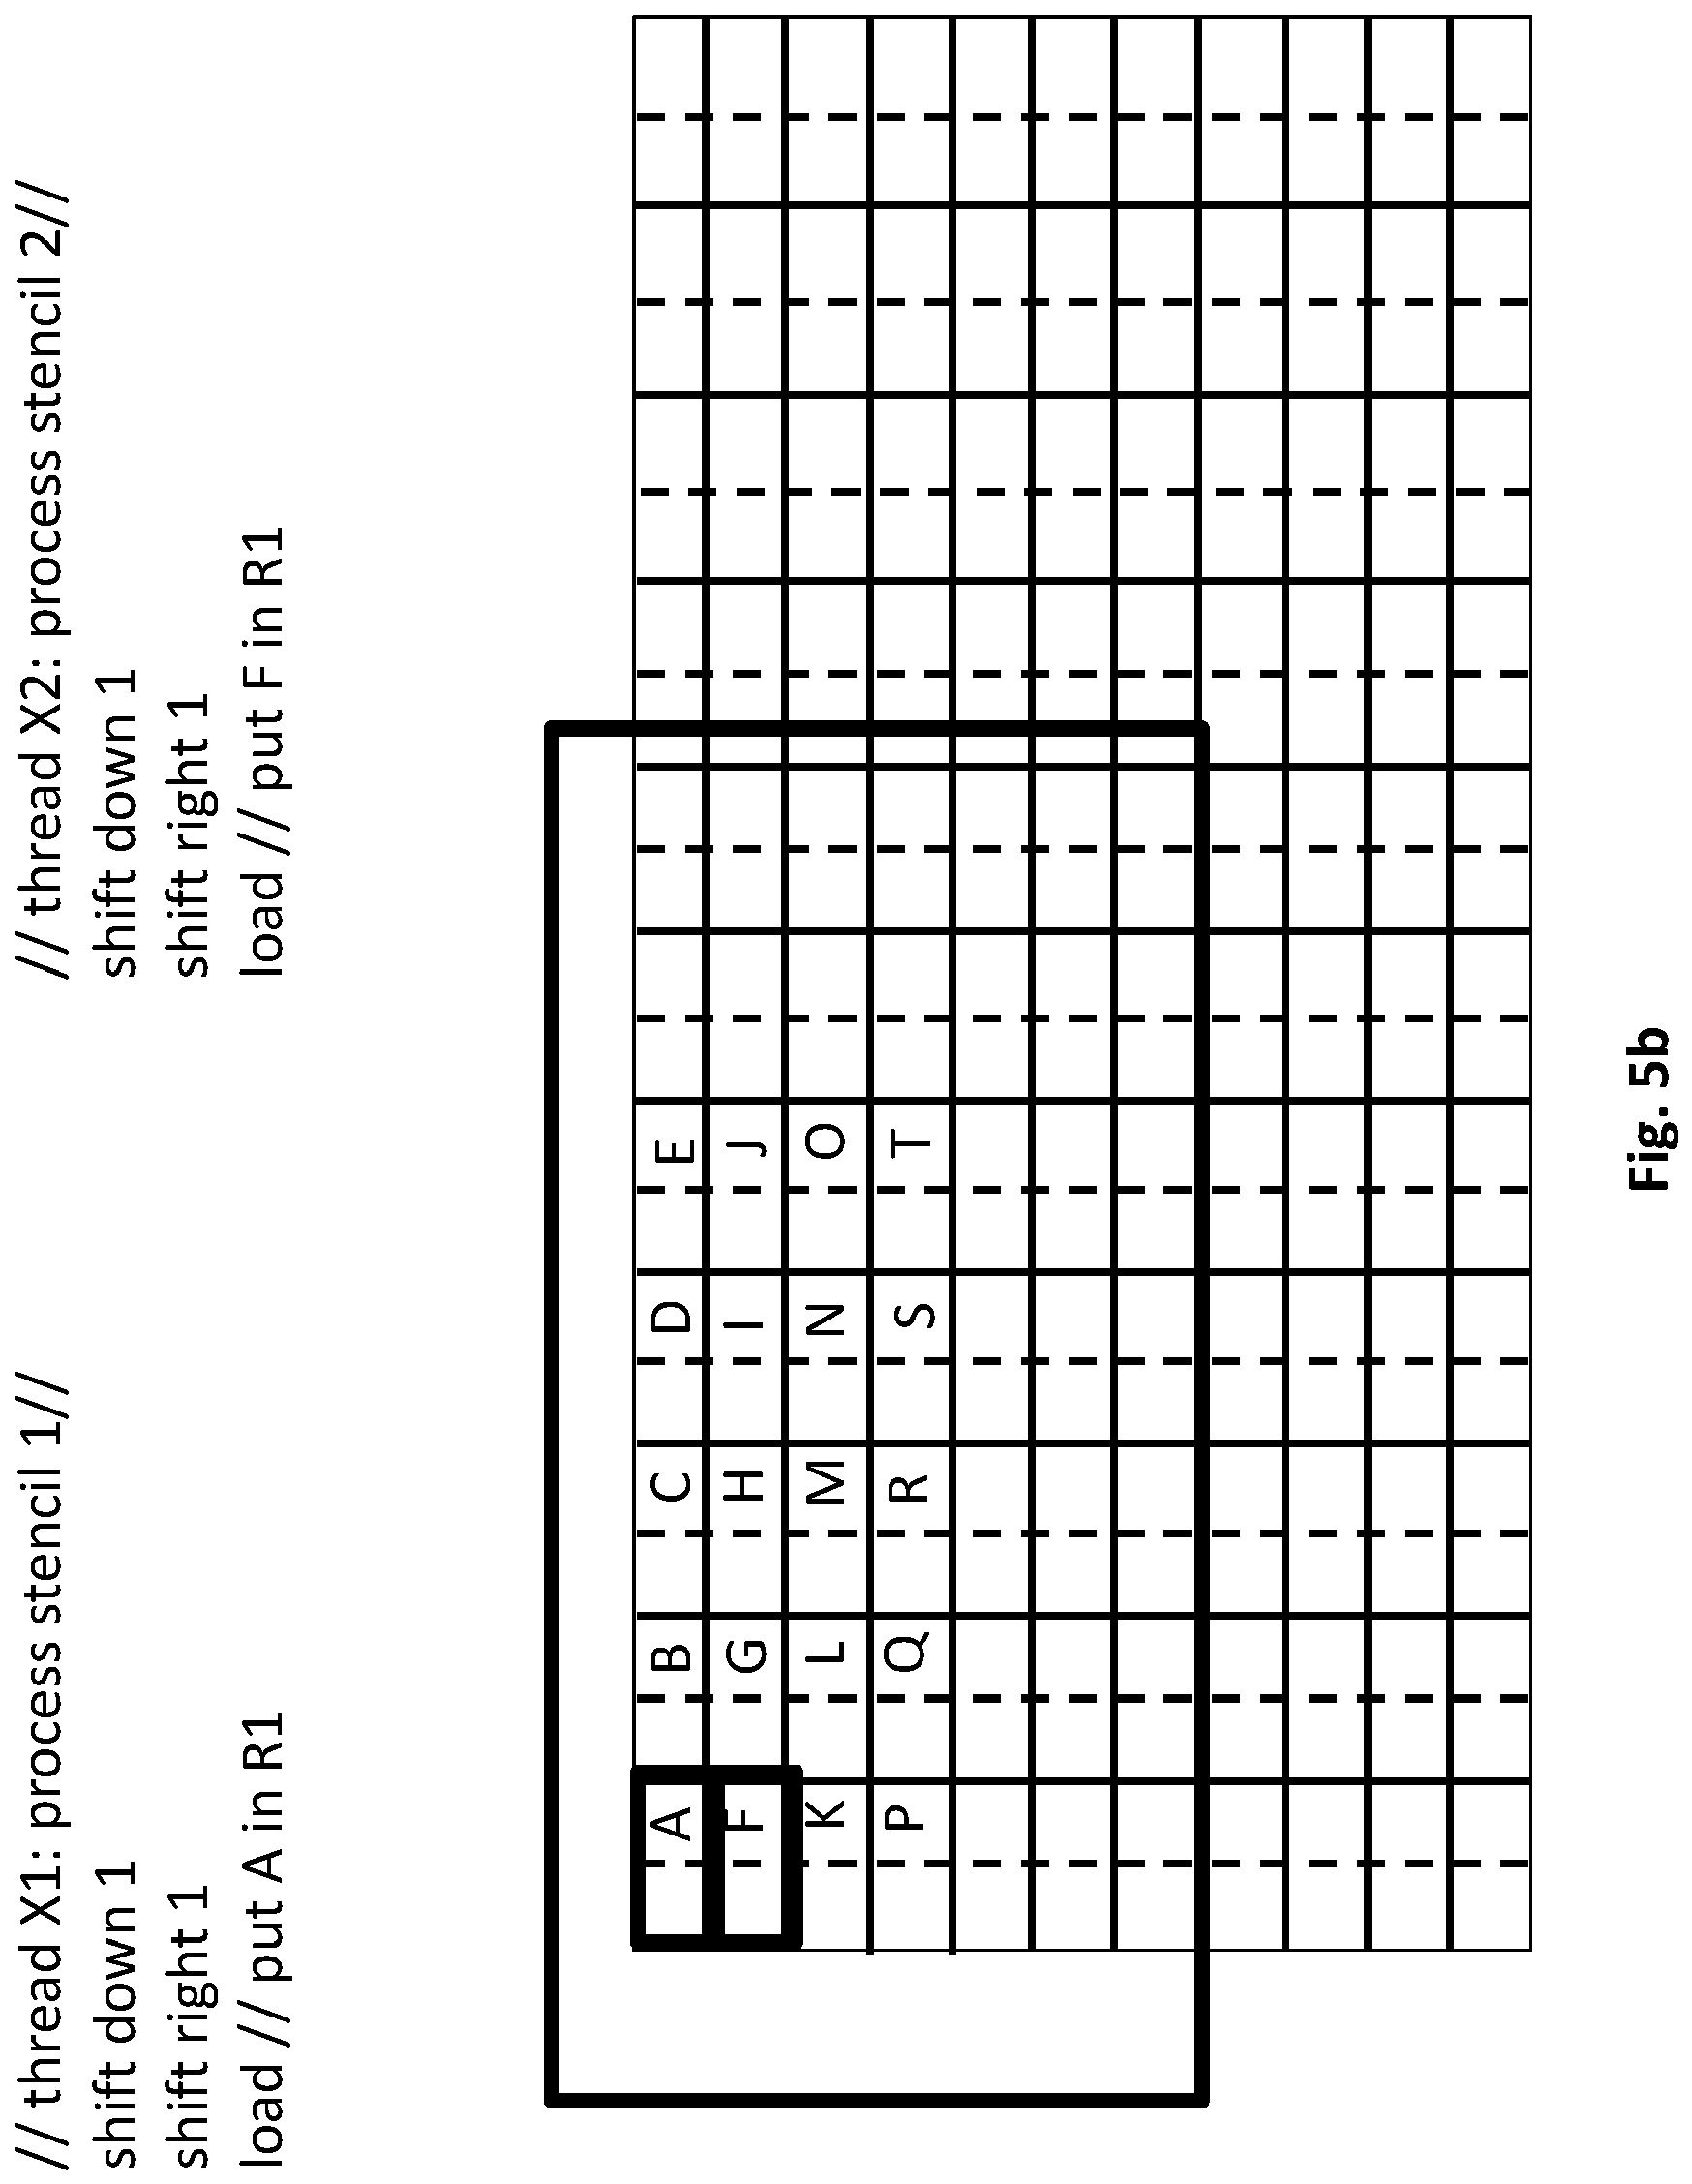 // thread X1: process stencil 1//
shift down 1
shift right 1
load // put A in R1
// thread X2: process stencil 2//
shift down 1
shift right 1
load // put F in R1
A B C D E
F G H I J
K L M N O
P Q R S T
Fig. 5b